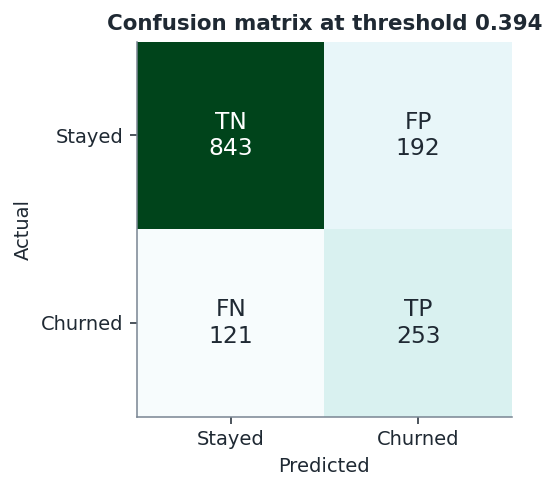 Confusion matrix at threshold 0.394
Actual
Stayed
TN
843
FP
192
Churned
FN
121
TP
253
Stayed
Churned
Predicted